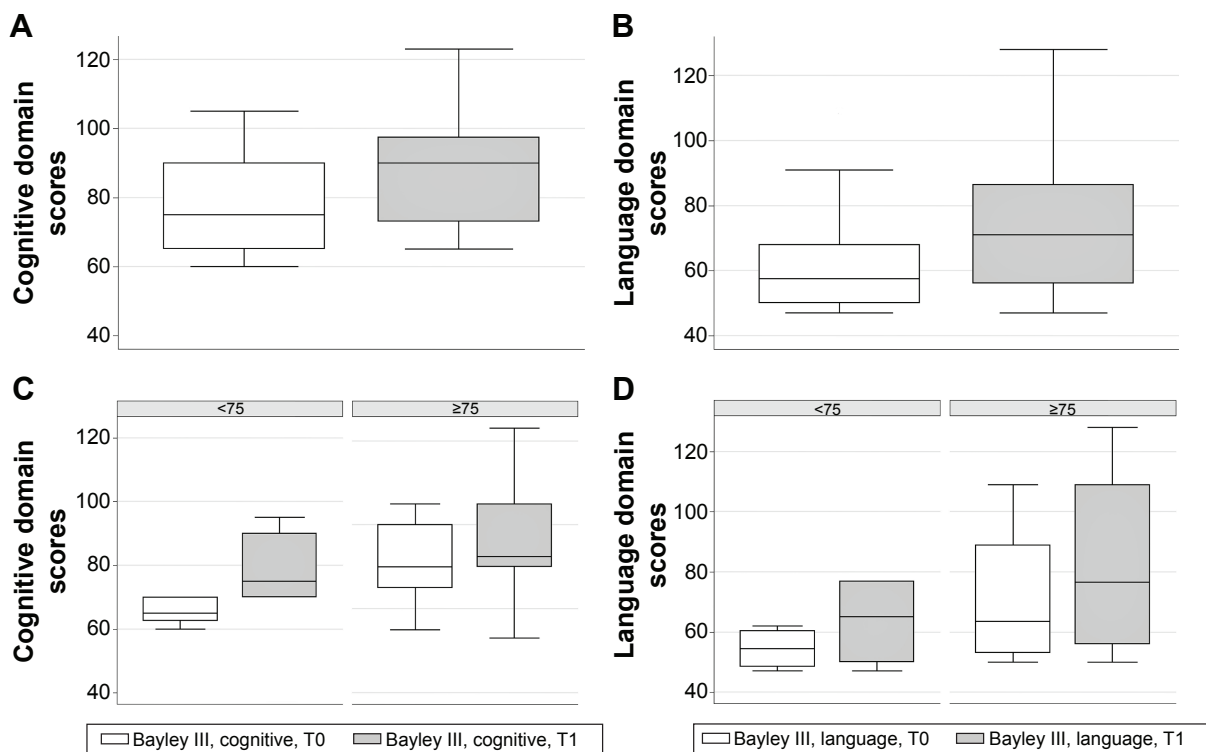 A
Cognitive domain
scores
120
100
80
60
40
B
Language domain
scores
120
100
80
60
40
C
<75
≥75
Cognitive domain
scores
120
100
80
60
40
Bayley III, cognitive, T0
Bayley III, cognitive, T1
D
<75
≥75
Language domain
scores
120
100
80
60
40
Bayley III, language, T0
Bayley III, language, T1